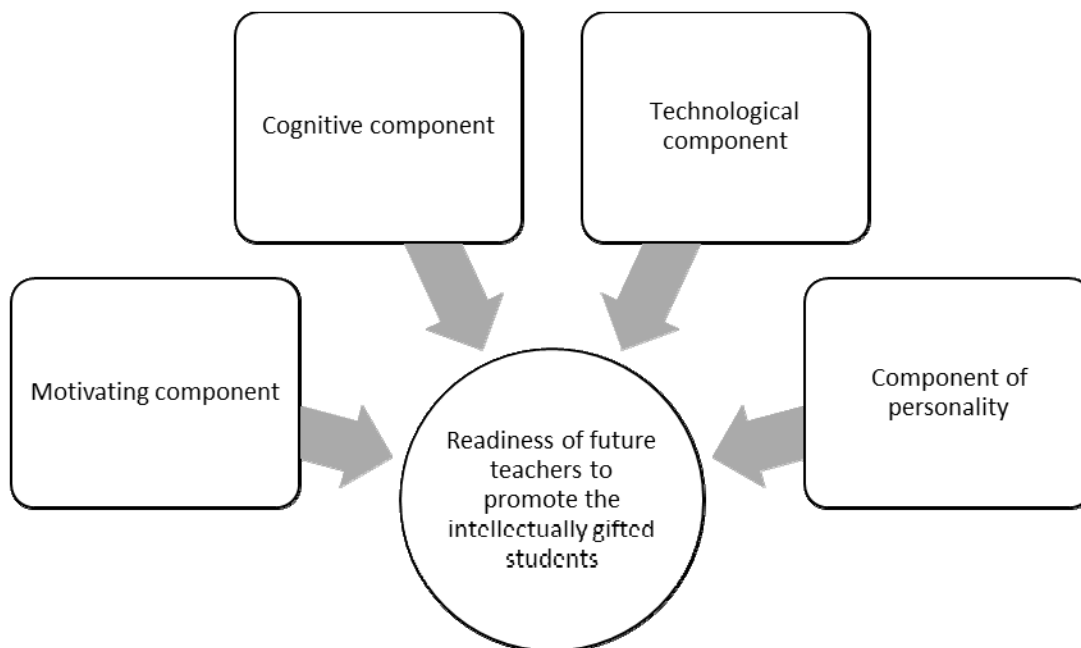 Cognitive component
Technological
component
Motivating component
Component of
personality
Readiness of future
teachers to
promote the
intellectually gifted
students